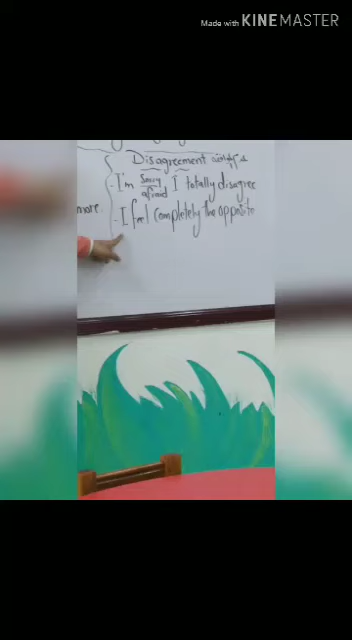 Made with KINEMASTER
Disagreement
- I'm sorry afraid I totally disagree
more.
- I feel completely the opposite